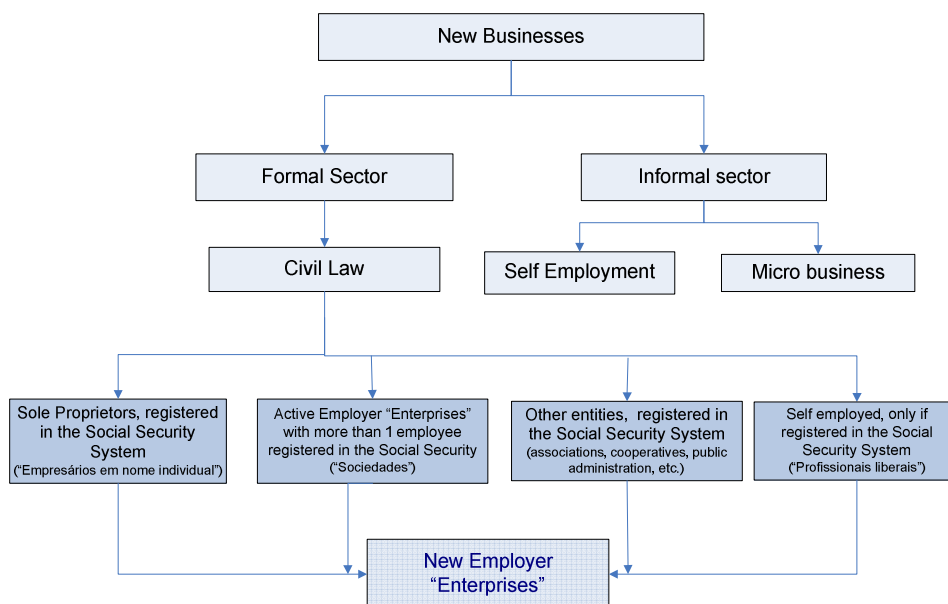 New Businesses
Formal Sector
Informal sector
Civil Law
Self Employment
Micro business
Sole Proprietors, registered
in the Social Security
System
(“Empresários em nome individual”)
Active Employer “Enterprises”
with more than 1 employee
registered in the Social Security
(“Sociedades”)
Other entities, registered in
the Social Security System
(associations, cooperatives, public
administration, etc.)
Self employed, only if
registered in the Social
Security System
(“Profissionais liberais”)
New Employer
“Enterprises”